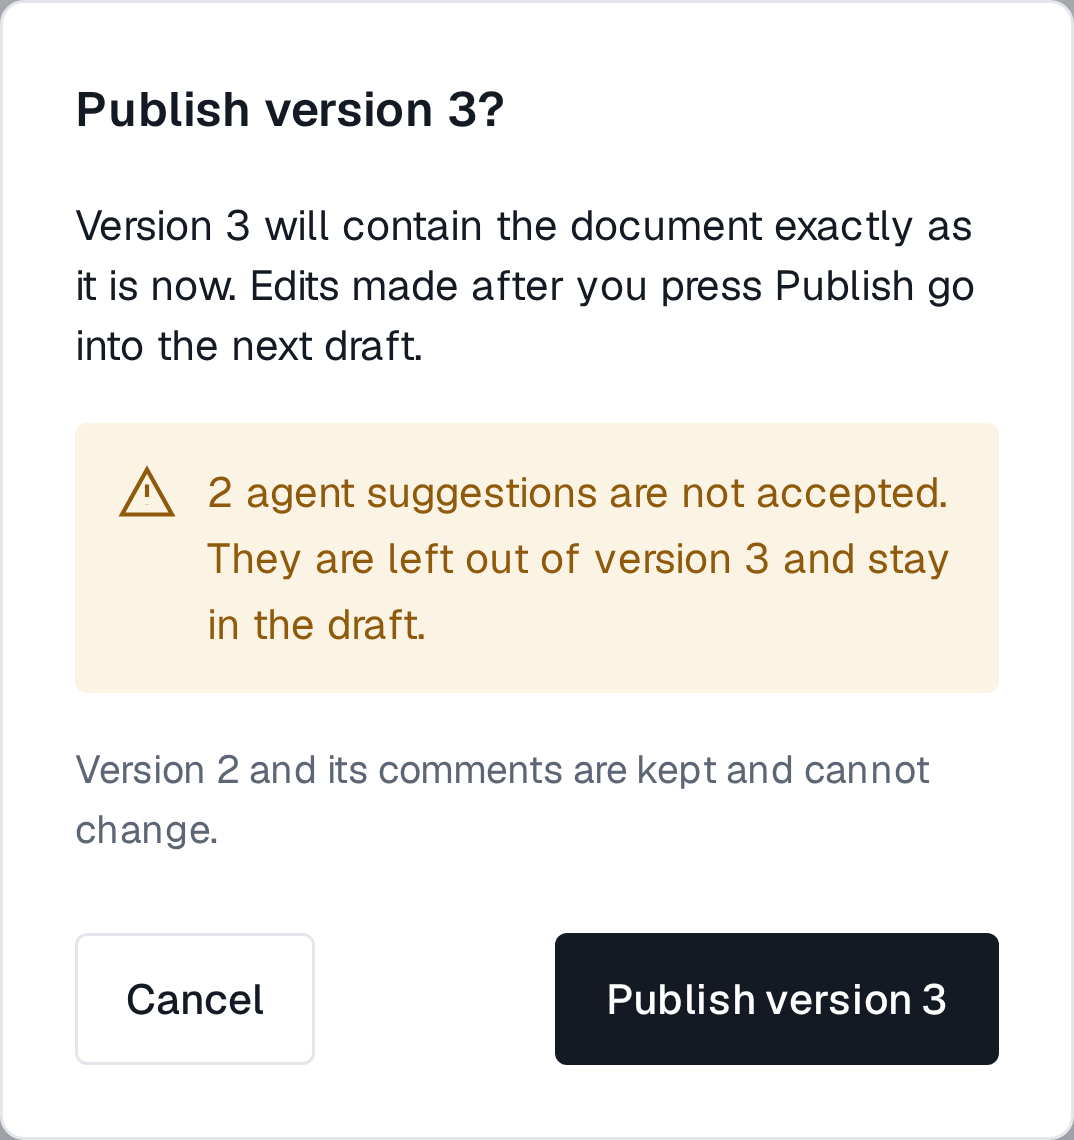 Publish version 3?
Version 3 will contain the document exactly as
it is now. Edits made after you press Publish go
into the next draft.
2 agent suggestions are not accepted.
They are left out of version 3 and stay
in the draft.
Version 2 and its comments are kept and cannot
change.
Cancel
Publish version 3